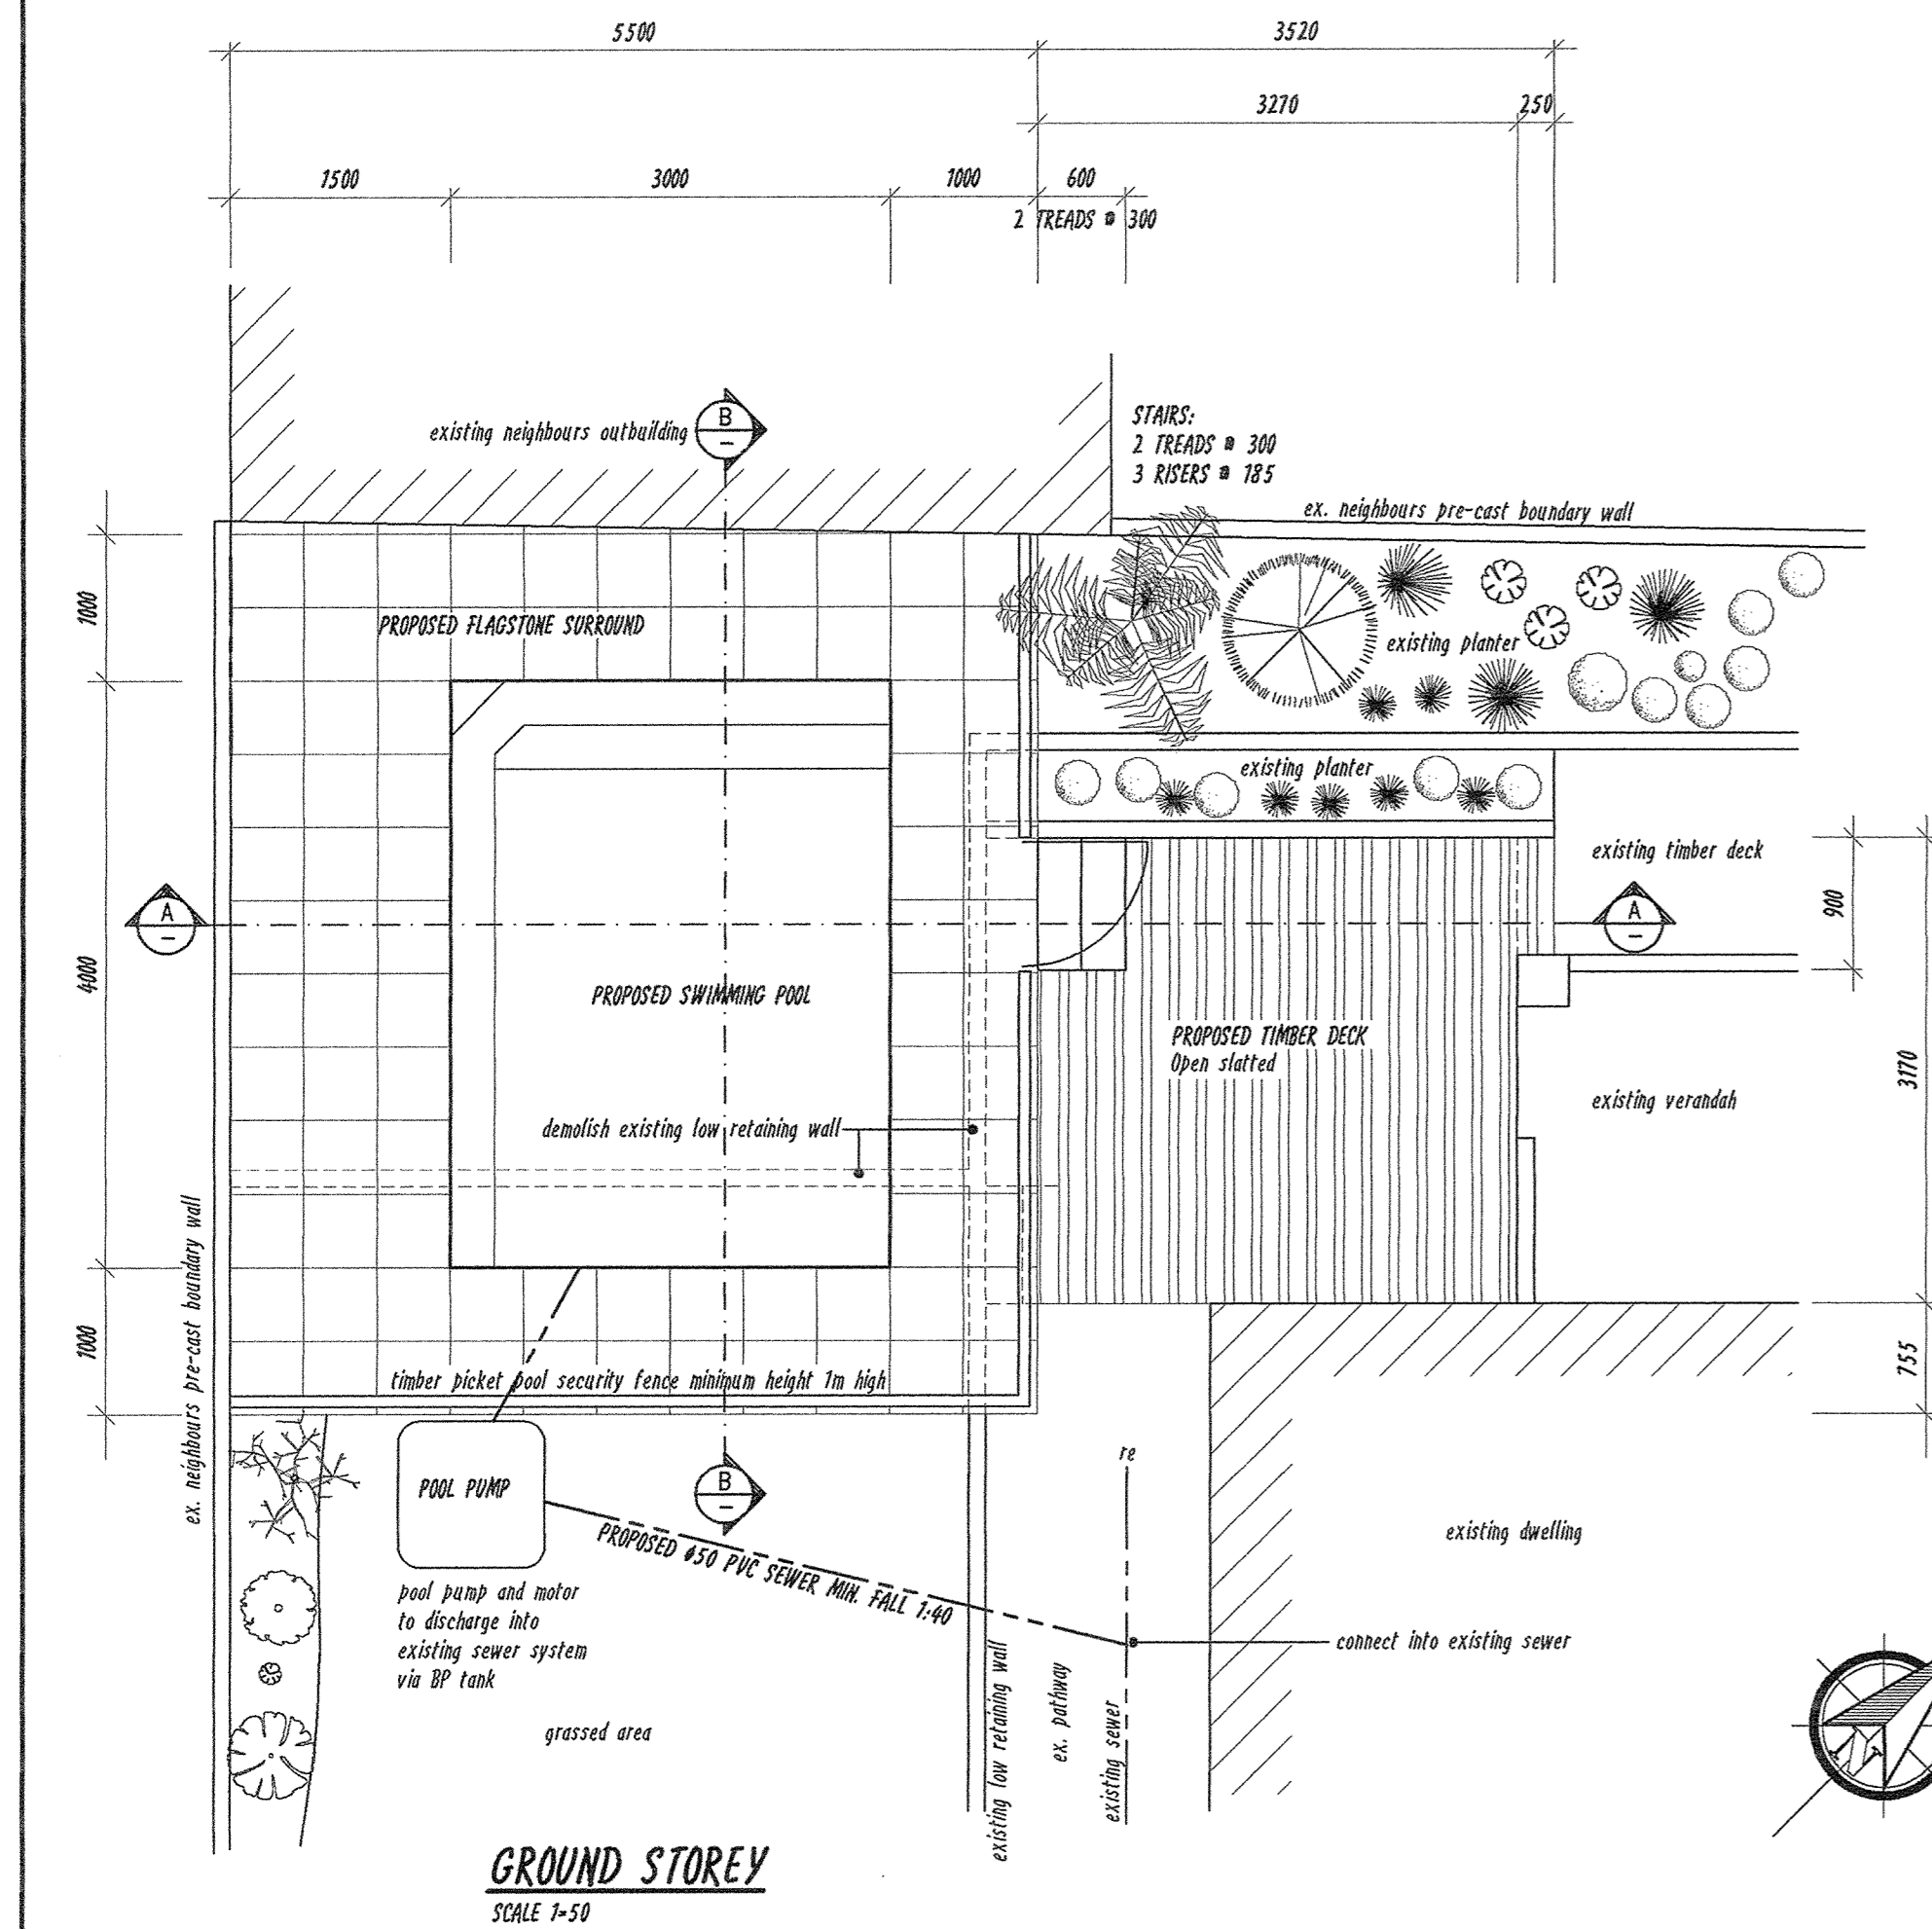 5500
3520
3270
250
1500
3000
1000
600
2 TREADS @ 300
existing neighbours outbuilding
B
STAIRS:
2 TREADS @ 300
3 RISERS @ 185
ex. neighbours pre-cast boundary wall
1000
PROPOSED FLAGSTONE SURROUND
existing planter
existing planter
existing timber deck
900
A
A
4000
PROPOSED SWIMMING POOL
PROPOSED TIMBER DECK
Open slatted
3170
existing verandah
demolish existing low retaining wall
ex. neighbours pre-cast boundary wall
1000
755
timber picket pool security fence minimum height 1m high
re
POOL PUMP
B
PROPOSED ø50 PVC SEWER MIN. FALL 1:40
existing dwelling
pool pump and motor
to discharge into
existing sewer system
via BP tank
connect into existing sewer
existing low retaining wall
ex. pathway
existing sewer
grassed area
N
GROUND STOREY
SCALE 1=50